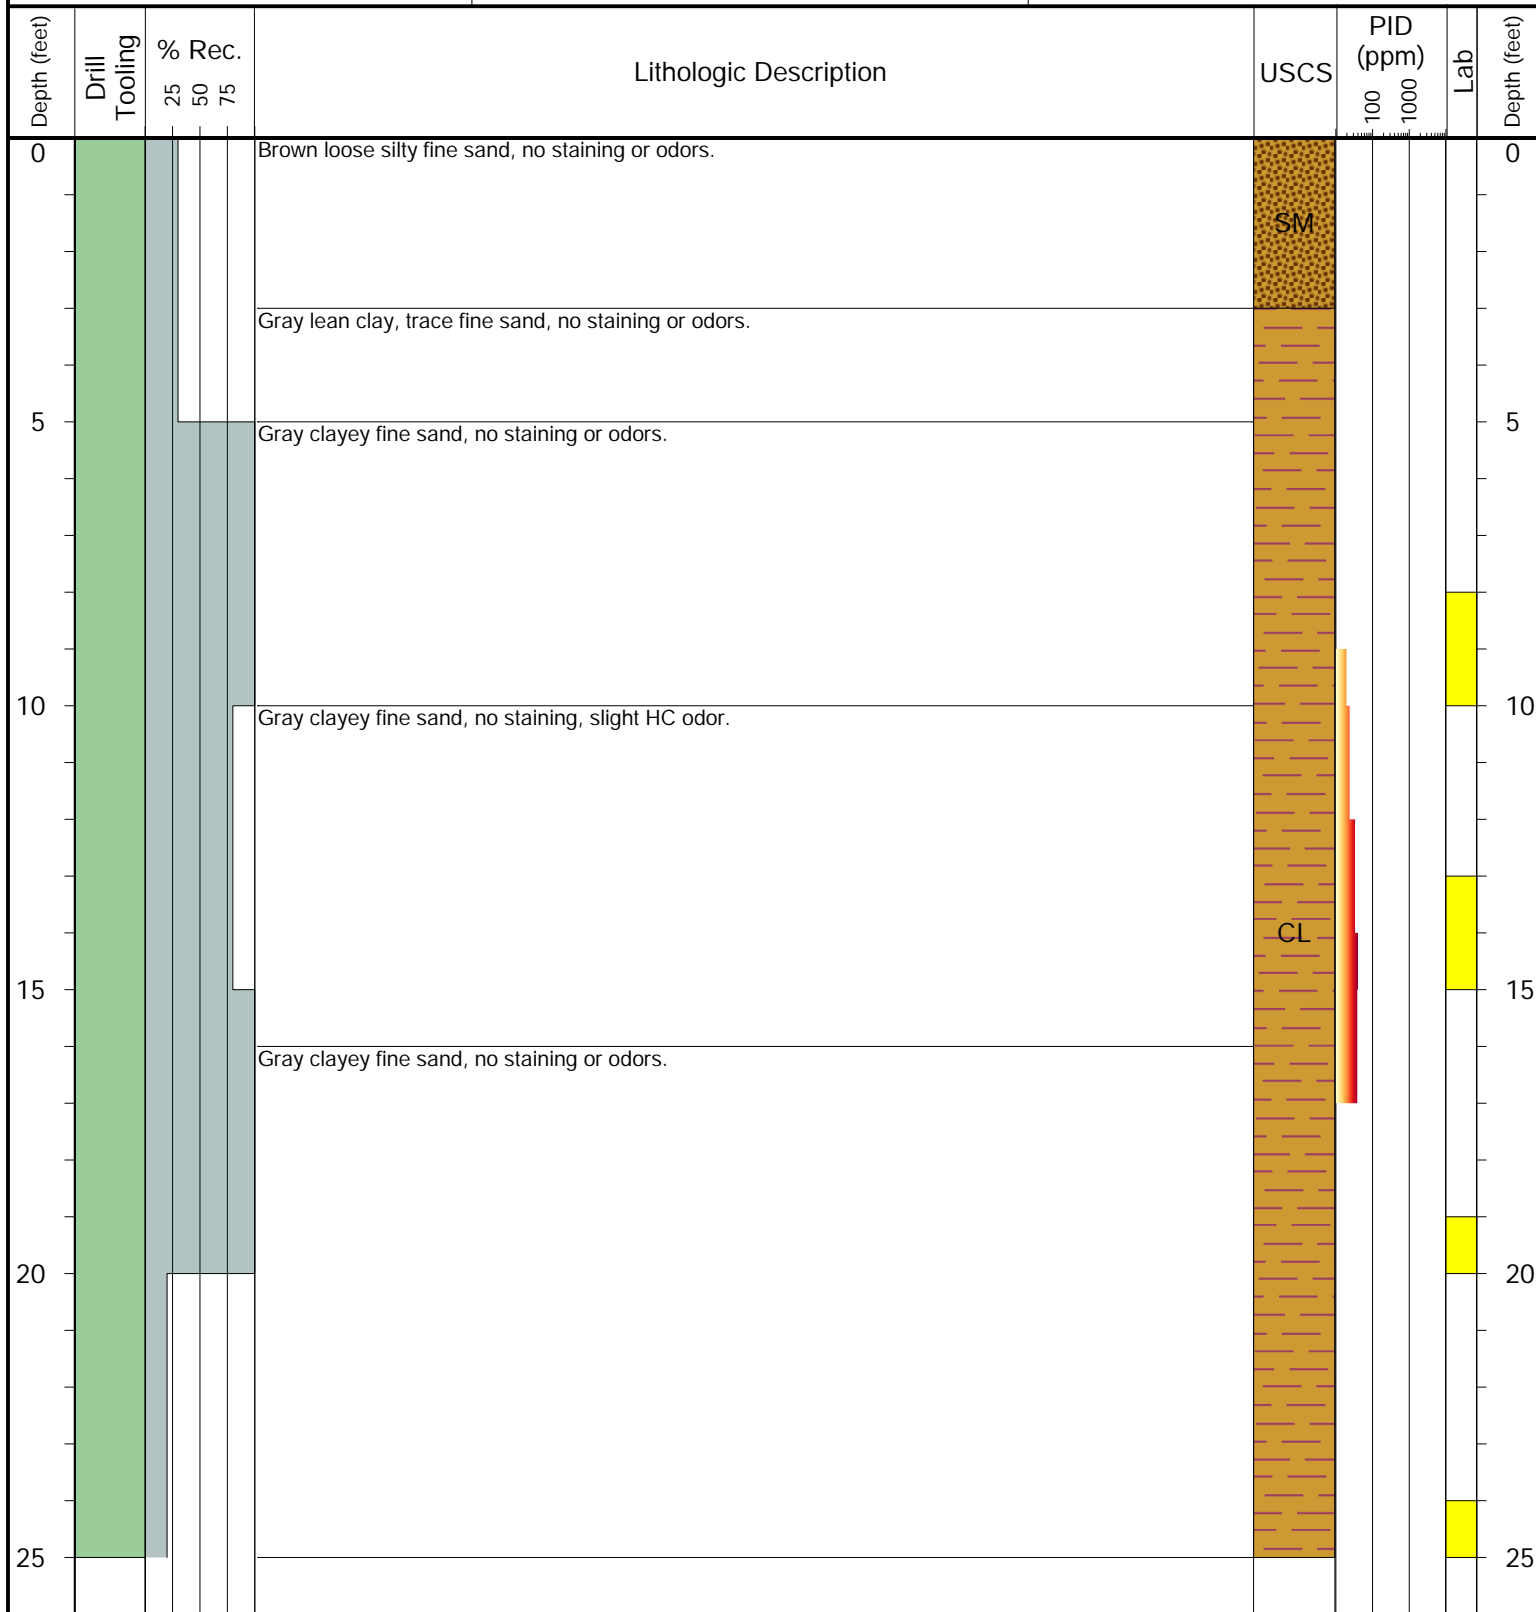 Depth (feet)
Drill
Tooling
% Rec.
25
50
75
Lithologic Description
USCS
PID
(ppm)
100
1000
Lab
Depth (feet)
0
Brown loose silty fine sand, no staining or odors.
0
SM
Gray lean clay, trace fine sand, no staining or odors.
5
Gray clayey fine sand, no staining or odors.
5
10
Gray clayey fine sand, no staining, slight HC odor.
10
CL
15
15
Gray clayey fine sand, no staining or odors.
20
20
25
25